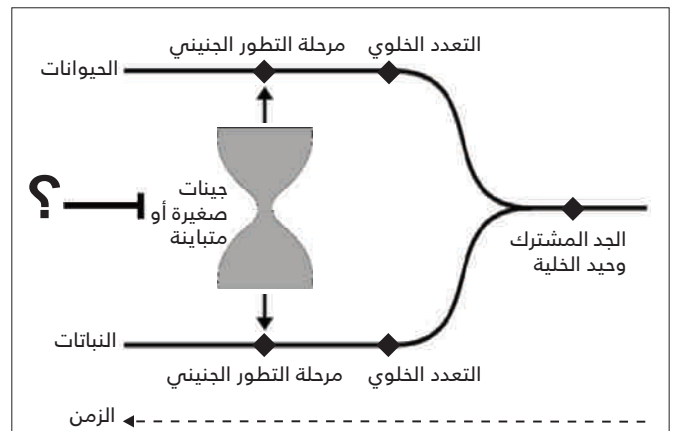 التعدد الخلوي
مرحلة التطور الجنيني
الحيوانات
جينات
صغيرة أو
متباينة
؟
الجد المشترك
وحيد الخلية
النباتات
التعدد الخلوي
مرحلة التطور الجنيني
الزمن